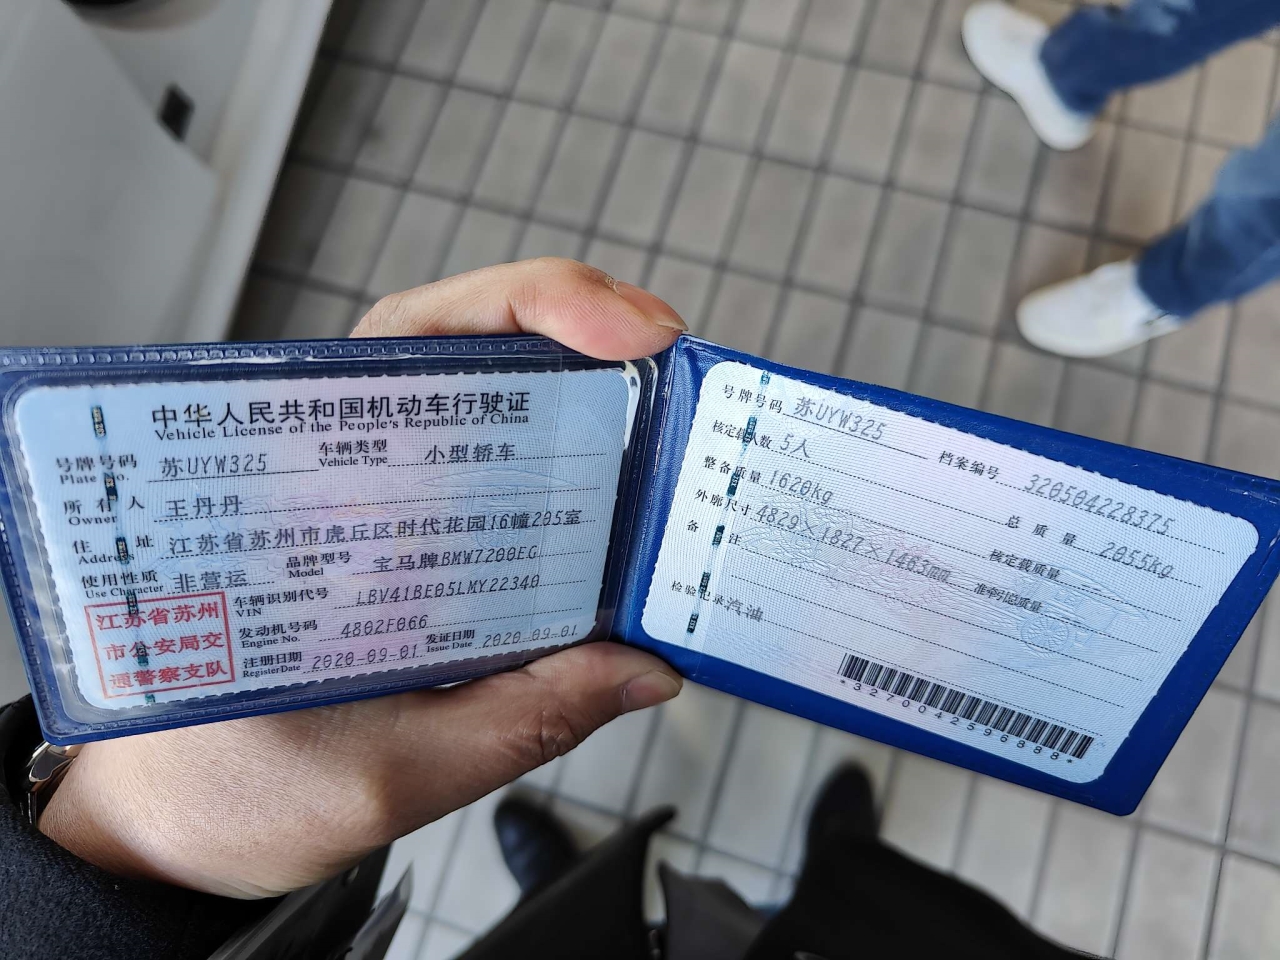 中华人民共和国机动车行驶证
Vehicle License of the People's Republic of China
号牌号码 苏UYW325 车辆类型 小型轿车
Plate No. Vehicle Type
所有人 王丹丹
Owner
住址 江苏省苏州市虎丘区时代花园16幢205室
Address
使用性质 非营运 品牌型号 宝马牌BMW7200EG
Use Character Model
江苏省苏州
市公安局交
通警察支队
车辆识别代号 LBV41BE05LMY22340
VIN
发动机号码 4802F066
Engine No.
注册日期 2020-09-01 发证日期 2020-09-01
Register Date Issue Date
号牌号码 苏UYW325 档案编号 320504228375
核定载人数 5人 总质量 2055kg
整备质量 1620kg 核定载质量
外廓尺寸 4829×1827×1463mm 准牵引总质量
备注
检验记录 汽油
*3270042596888*